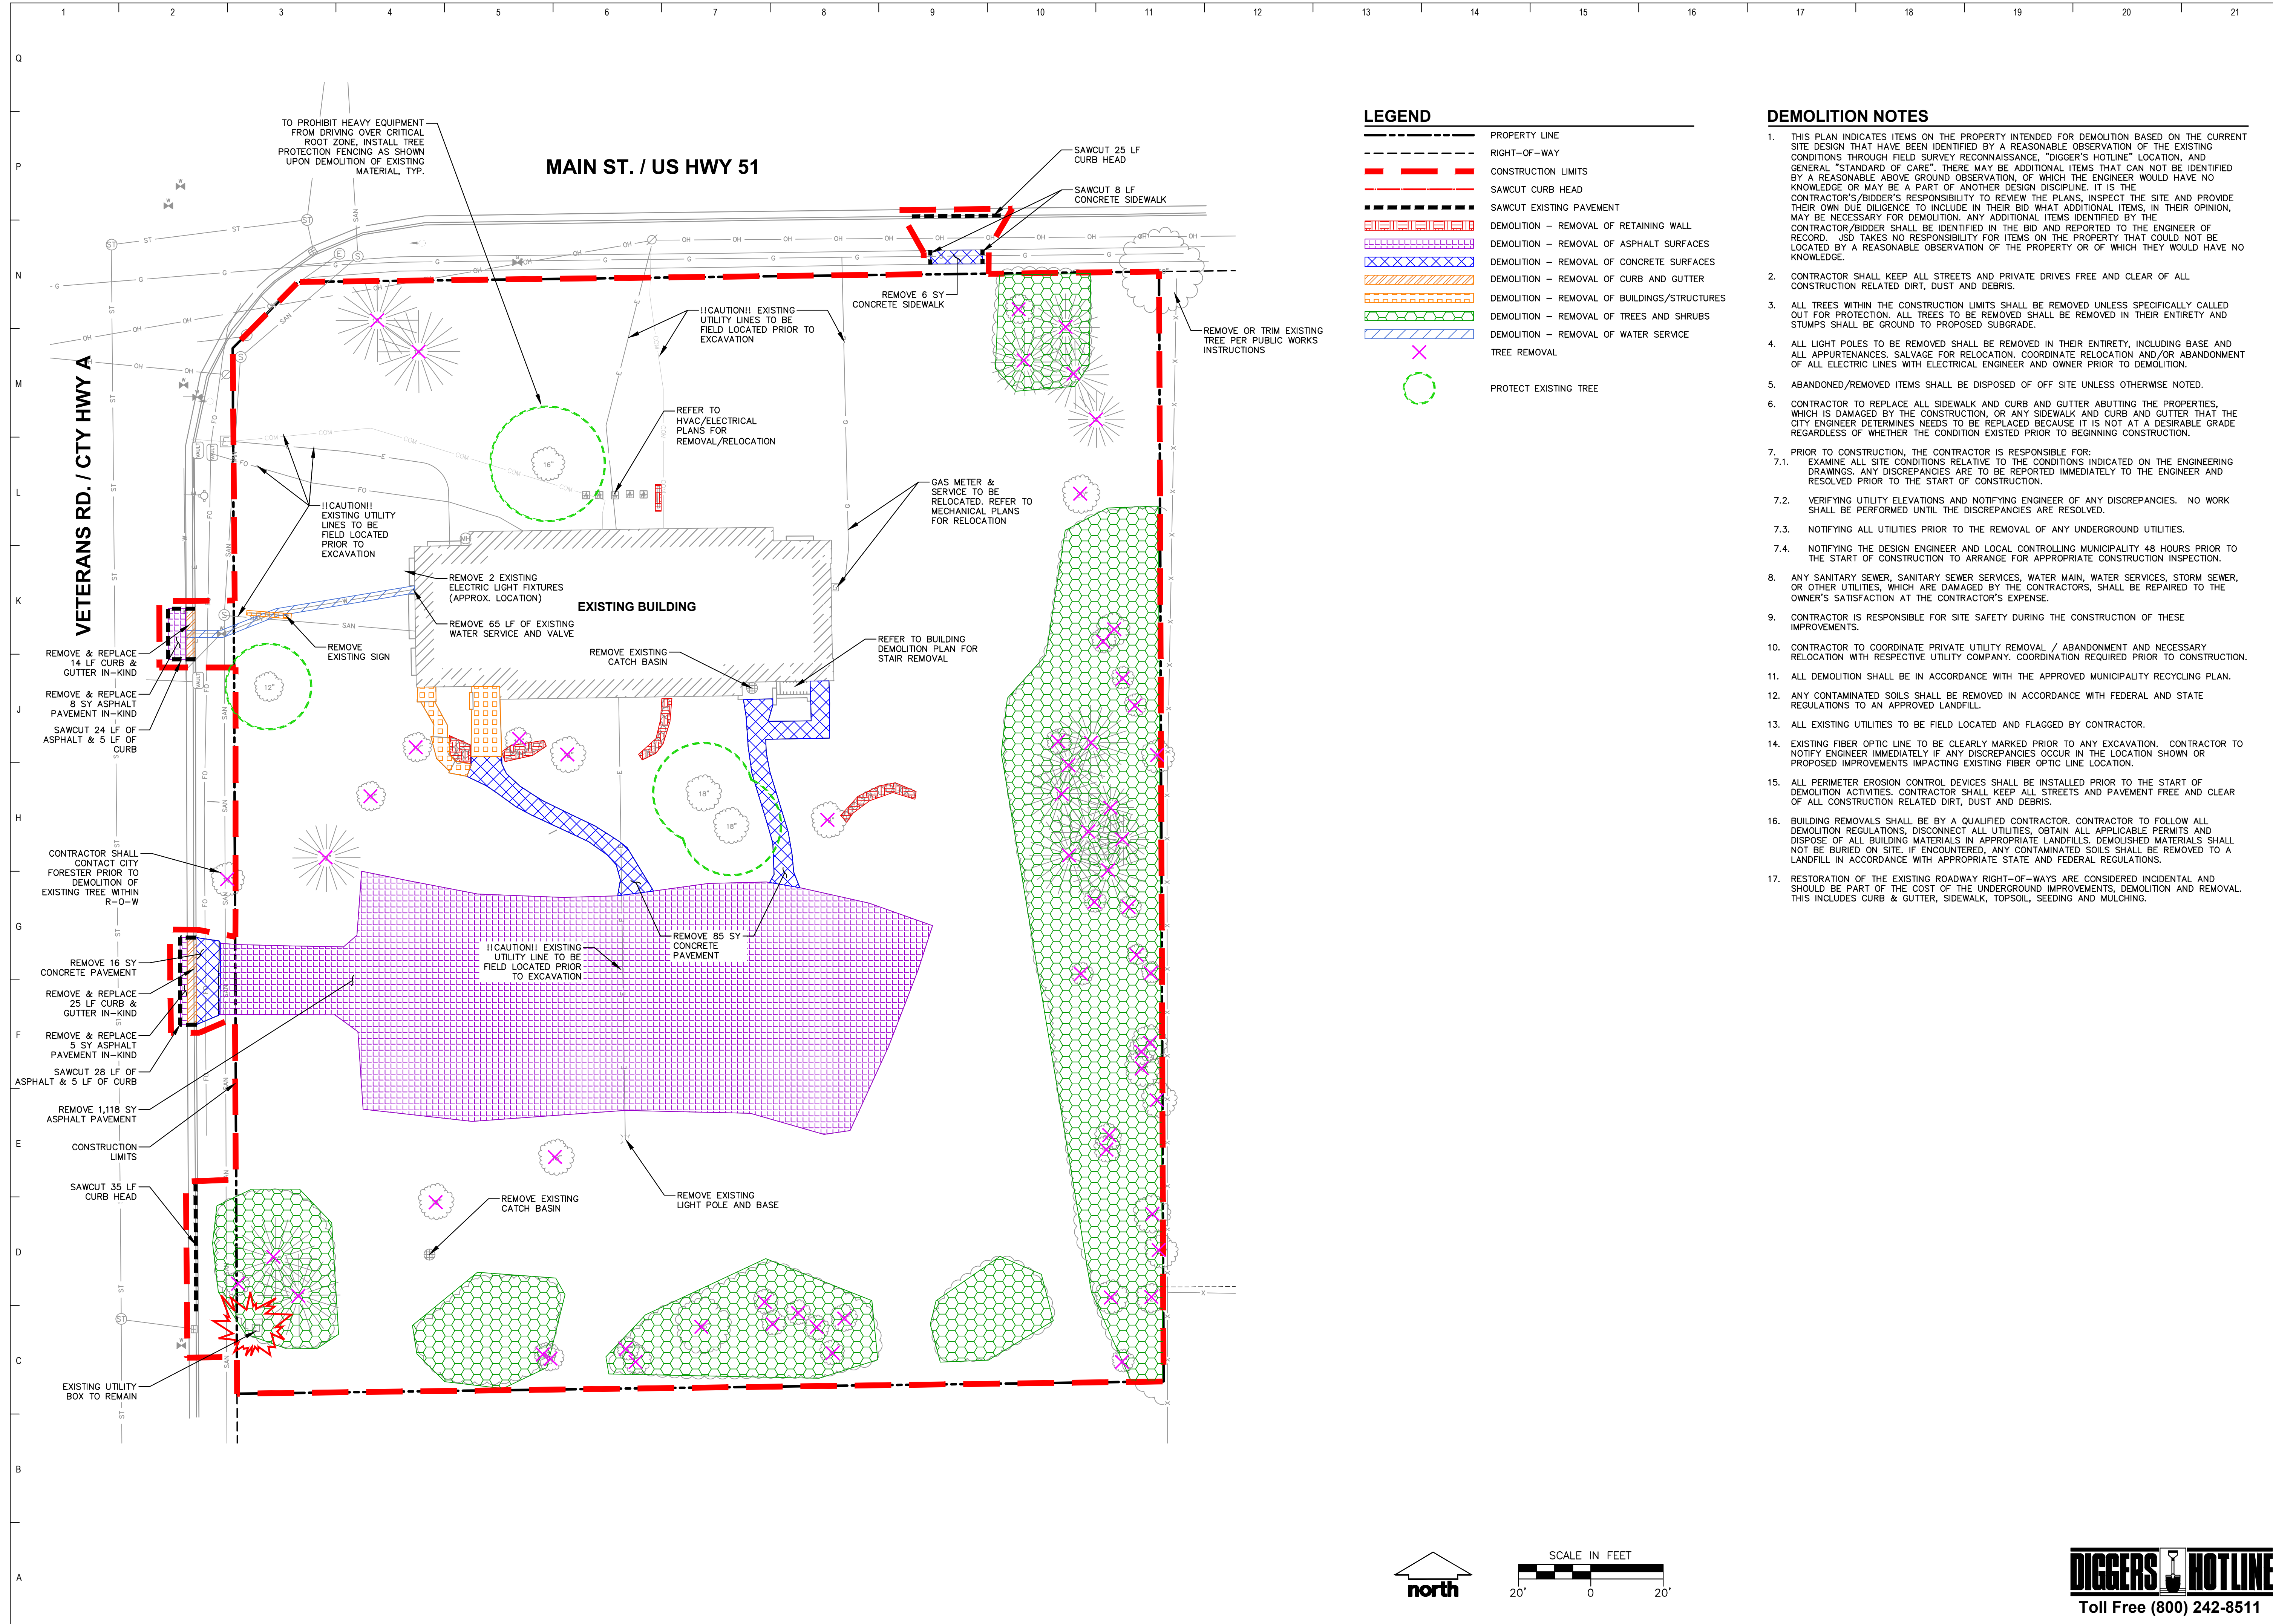 1 2 3 4 5 6 7 8 9 10 11 12 13 14 15 16 17 18 19 20 21
Q
P
N
M
L
K
J
H
G
F
E
D
C
B
A
MAIN ST. / US HWY 51
VETERANS RD. / CTY HWY A
TO PROHIBIT HEAVY EQUIPMENT
FROM DRIVING OVER CRITICAL
ROOT ZONE, INSTALL TREE
PROTECTION FENCING AS SHOWN
UPON DEMOLITION OF EXISTING
MATERIAL, TYP.
SAWCUT 25 LF
CURB HEAD
SAWCUT 8 LF
CONCRETE SIDEWALK
REMOVE 6 SY
CONCRETE SIDEWALK
!!CAUTION!! EXISTING
UTILITY LINES TO BE
FIELD LOCATED PRIOR TO
EXCAVATION
REMOVE OR TRIM EXISTING
TREE PER PUBLIC WORKS
INSTRUCTIONS
REFER TO
HVAC/ELECTRICAL
PLANS FOR
REMOVAL/RELOCATION
16"
GAS METER &
SERVICE TO BE
RELOCATED. REFER TO
MECHANICAL PLANS
FOR RELOCATION
!!CAUTION!!
EXISTING UTILITY
LINES TO BE
FIELD LOCATED
PRIOR TO
EXCAVATION
REMOVE 2 EXISTING
ELECTRIC LIGHT FIXTURES
(APPROX. LOCATION)
EXISTING BUILDING
REMOVE 65 LF OF EXISTING
WATER SERVICE AND VALVE
REMOVE
EXISTING SIGN
REMOVE EXISTING
CATCH BASIN
REFER TO BUILDING
DEMOLITION PLAN FOR
STAIR REMOVAL
REMOVE & REPLACE
14 LF CURB &
GUTTER IN-KIND
12"
REMOVE & REPLACE
8 SY ASPHALT
PAVEMENT IN-KIND
SAWCUT 24 LF OF
ASPHALT & 5 LF OF
CURB
18"
18"
CONTRACTOR SHALL
CONTACT CITY
FORESTER PRIOR TO
DEMOLITION OF
EXISTING TREE WITHIN
R-O-W
!!CAUTION!! EXISTING
UTILITY LINE TO BE
FIELD LOCATED PRIOR
TO EXCAVATION
REMOVE 85 SY
CONCRETE
PAVEMENT
REMOVE 16 SY
CONCRETE PAVEMENT
REMOVE & REPLACE
25 LF CURB &
GUTTER IN-KIND
REMOVE & REPLACE
5 SY ASPHALT
PAVEMENT IN-KIND
SAWCUT 28 LF OF
ASPHALT & 5 LF OF CURB
REMOVE 1,118 SY
ASPHALT PAVEMENT
CONSTRUCTION
LIMITS
SAWCUT 35 LF
CURB HEAD
REMOVE EXISTING
CATCH BASIN
REMOVE EXISTING
LIGHT POLE AND BASE
EXISTING UTILITY
BOX TO REMAIN
LEGEND
PROPERTY LINE
RIGHT-OF-WAY
CONSTRUCTION LIMITS
SAWCUT CURB HEAD
SAWCUT EXISTING PAVEMENT
DEMOLITION - REMOVAL OF RETAINING WALL
DEMOLITION - REMOVAL OF ASPHALT SURFACES
DEMOLITION - REMOVAL OF CONCRETE SURFACES
DEMOLITION - REMOVAL OF CURB AND GUTTER
DEMOLITION - REMOVAL OF BUILDINGS/STRUCTURES
DEMOLITION - REMOVAL OF TREES AND SHRUBS
DEMOLITION - REMOVAL OF WATER SERVICE
TREE REMOVAL
PROTECT EXISTING TREE
DEMOLITION NOTES
1. THIS PLAN INDICATES ITEMS ON THE PROPERTY INTENDED FOR DEMOLITION BASED ON THE CURRENT
SITE DESIGN THAT HAVE BEEN IDENTIFIED BY A REASONABLE OBSERVATION OF THE EXISTING
CONDITIONS THROUGH FIELD SURVEY RECONNAISSANCE, "DIGGER'S HOTLINE" LOCATION, AND
GENERAL "STANDARD OF CARE". THERE MAY BE ADDITIONAL ITEMS THAT CAN NOT BE IDENTIFIED
BY A REASONABLE ABOVE GROUND OBSERVATION, OF WHICH THE ENGINEER WOULD HAVE NO
KNOWLEDGE OR MAY BE A PART OF ANOTHER DESIGN DISCIPLINE. IT IS THE
CONTRACTOR'S/BIDDER'S RESPONSIBILITY TO REVIEW THE PLANS, INSPECT THE SITE AND PROVIDE
THEIR OWN DUE DILIGENCE TO INCLUDE IN THEIR BID WHAT ADDITIONAL ITEMS, IN THEIR OPINION,
MAY BE NECESSARY FOR DEMOLITION. ANY ADDITIONAL ITEMS IDENTIFIED BY THE
CONTRACTOR/BIDDER SHALL BE IDENTIFIED IN THE BID AND REPORTED TO THE ENGINEER OF
RECORD. JSD TAKES NO RESPONSIBILITY FOR ITEMS ON THE PROPERTY THAT COULD NOT BE
LOCATED BY A REASONABLE OBSERVATION OF THE PROPERTY OR OF WHICH THEY WOULD HAVE NO
KNOWLEDGE.
2. CONTRACTOR SHALL KEEP ALL STREETS AND PRIVATE DRIVES FREE AND CLEAR OF ALL
CONSTRUCTION RELATED DIRT, DUST AND DEBRIS.
3. ALL TREES WITHIN THE CONSTRUCTION LIMITS SHALL BE REMOVED UNLESS SPECIFICALLY CALLED
OUT FOR PROTECTION. ALL TREES TO BE REMOVED SHALL BE REMOVED IN THEIR ENTIRETY AND
STUMPS SHALL BE GROUND TO PROPOSED SUBGRADE.
4. ALL LIGHT POLES TO BE REMOVED SHALL BE REMOVED IN THEIR ENTIRETY, INCLUDING BASE AND
ALL APPURTENANCES. SALVAGE FOR RELOCATION. COORDINATE RELOCATION AND/OR ABANDONMENT
OF ALL ELECTRIC LINES WITH ELECTRICAL ENGINEER AND OWNER PRIOR TO DEMOLITION.
5. ABANDONED/REMOVED ITEMS SHALL BE DISPOSED OF OFF SITE UNLESS OTHERWISE NOTED.
6. CONTRACTOR TO REPLACE ALL SIDEWALK AND CURB AND GUTTER ABUTTING THE PROPERTIES,
WHICH IS DAMAGED BY THE CONSTRUCTION, OR ANY SIDEWALK AND CURB AND GUTTER THAT THE
CITY ENGINEER DETERMINES NEEDS TO BE REPLACED BECAUSE IT IS NOT AT A DESIRABLE GRADE
REGARDLESS OF WHETHER THE CONDITION EXISTED PRIOR TO BEGINNING CONSTRUCTION.
7. PRIOR TO CONSTRUCTION, THE CONTRACTOR IS RESPONSIBLE FOR:
7.1. EXAMINE ALL SITE CONDITIONS RELATIVE TO THE CONDITIONS INDICATED ON THE ENGINEERING
DRAWINGS. ANY DISCREPANCIES ARE TO BE REPORTED IMMEDIATELY TO THE ENGINEER AND
RESOLVED PRIOR TO THE START OF CONSTRUCTION.
7.2. VERIFYING UTILITY ELEVATIONS AND NOTIFYING ENGINEER OF ANY DISCREPANCIES. NO WORK
SHALL BE PERFORMED UNTIL THE DISCREPANCIES ARE RESOLVED.
7.3. NOTIFYING ALL UTILITIES PRIOR TO THE REMOVAL OF ANY UNDERGROUND UTILITIES.
7.4. NOTIFYING THE DESIGN ENGINEER AND LOCAL CONTROLLING MUNICIPALITY 48 HOURS PRIOR TO
THE START OF CONSTRUCTION TO ARRANGE FOR APPROPRIATE CONSTRUCTION INSPECTION.
8. ANY SANITARY SEWER, SANITARY SEWER SERVICES, WATER MAIN, WATER SERVICES, STORM SEWER,
OR OTHER UTILITIES, WHICH ARE DAMAGED BY THE CONTRACTORS, SHALL BE REPAIRED TO THE
OWNER'S SATISFACTION AT THE CONTRACTOR'S EXPENSE.
9. CONTRACTOR IS RESPONSIBLE FOR SITE SAFETY DURING THE CONSTRUCTION OF THESE
IMPROVEMENTS.
10. CONTRACTOR TO COORDINATE PRIVATE UTILITY REMOVAL / ABANDONMENT AND NECESSARY
RELOCATION WITH RESPECTIVE UTILITY COMPANY. COORDINATION REQUIRED PRIOR TO CONSTRUCTION.
11. ALL DEMOLITION SHALL BE IN ACCORDANCE WITH THE APPROVED MUNICIPALITY RECYCLING PLAN.
12. ANY CONTAMINATED SOILS SHALL BE REMOVED IN ACCORDANCE WITH FEDERAL AND STATE
REGULATIONS TO AN APPROVED LANDFILL.
13. ALL EXISTING UTILITIES TO BE FIELD LOCATED AND FLAGGED BY CONTRACTOR.
14. EXISTING FIBER OPTIC LINE TO BE CLEARLY MARKED PRIOR TO ANY EXCAVATION. CONTRACTOR TO
NOTIFY ENGINEER IMMEDIATELY IF ANY DISCREPANCIES OCCUR IN THE LOCATION SHOWN OR
PROPOSED IMPROVEMENTS IMPACTING EXISTING FIBER OPTIC LINE LOCATION.
15. ALL PERIMETER EROSION CONTROL DEVICES SHALL BE INSTALLED PRIOR TO THE START OF
DEMOLITION ACTIVITIES. CONTRACTOR SHALL KEEP ALL STREETS AND PAVEMENT FREE AND CLEAR
OF ALL CONSTRUCTION RELATED DIRT, DUST AND DEBRIS.
16. BUILDING REMOVALS SHALL BE BY A QUALIFIED CONTRACTOR. CONTRACTOR TO FOLLOW ALL
DEMOLITION REGULATIONS, DISCONNECT ALL UTILITIES, OBTAIN ALL APPLICABLE PERMITS AND
DISPOSE OF ALL BUILDING MATERIALS IN APPROPRIATE LANDFILLS. DEMOLISHED MATERIALS SHALL
NOT BE BURIED ON SITE. IF ENCOUNTERED, ANY CONTAMINATED SOILS SHALL BE REMOVED TO A
LANDFILL IN ACCORDANCE WITH APPROPRIATE STATE AND FEDERAL REGULATIONS.
17. RESTORATION OF THE EXISTING ROADWAY RIGHT-OF-WAYS ARE CONSIDERED INCIDENTAL AND
SHOULD BE PART OF THE COST OF THE UNDERGROUND IMPROVEMENTS, DEMOLITION AND REMOVAL.
THIS INCLUDES CURB & GUTTER, SIDEWALK, TOPSOIL, SEEDING AND MULCHING.
north
SCALE IN FEET
20' 0 20'
DIGGERS HOTLINE
Toll Free (800) 242-8511